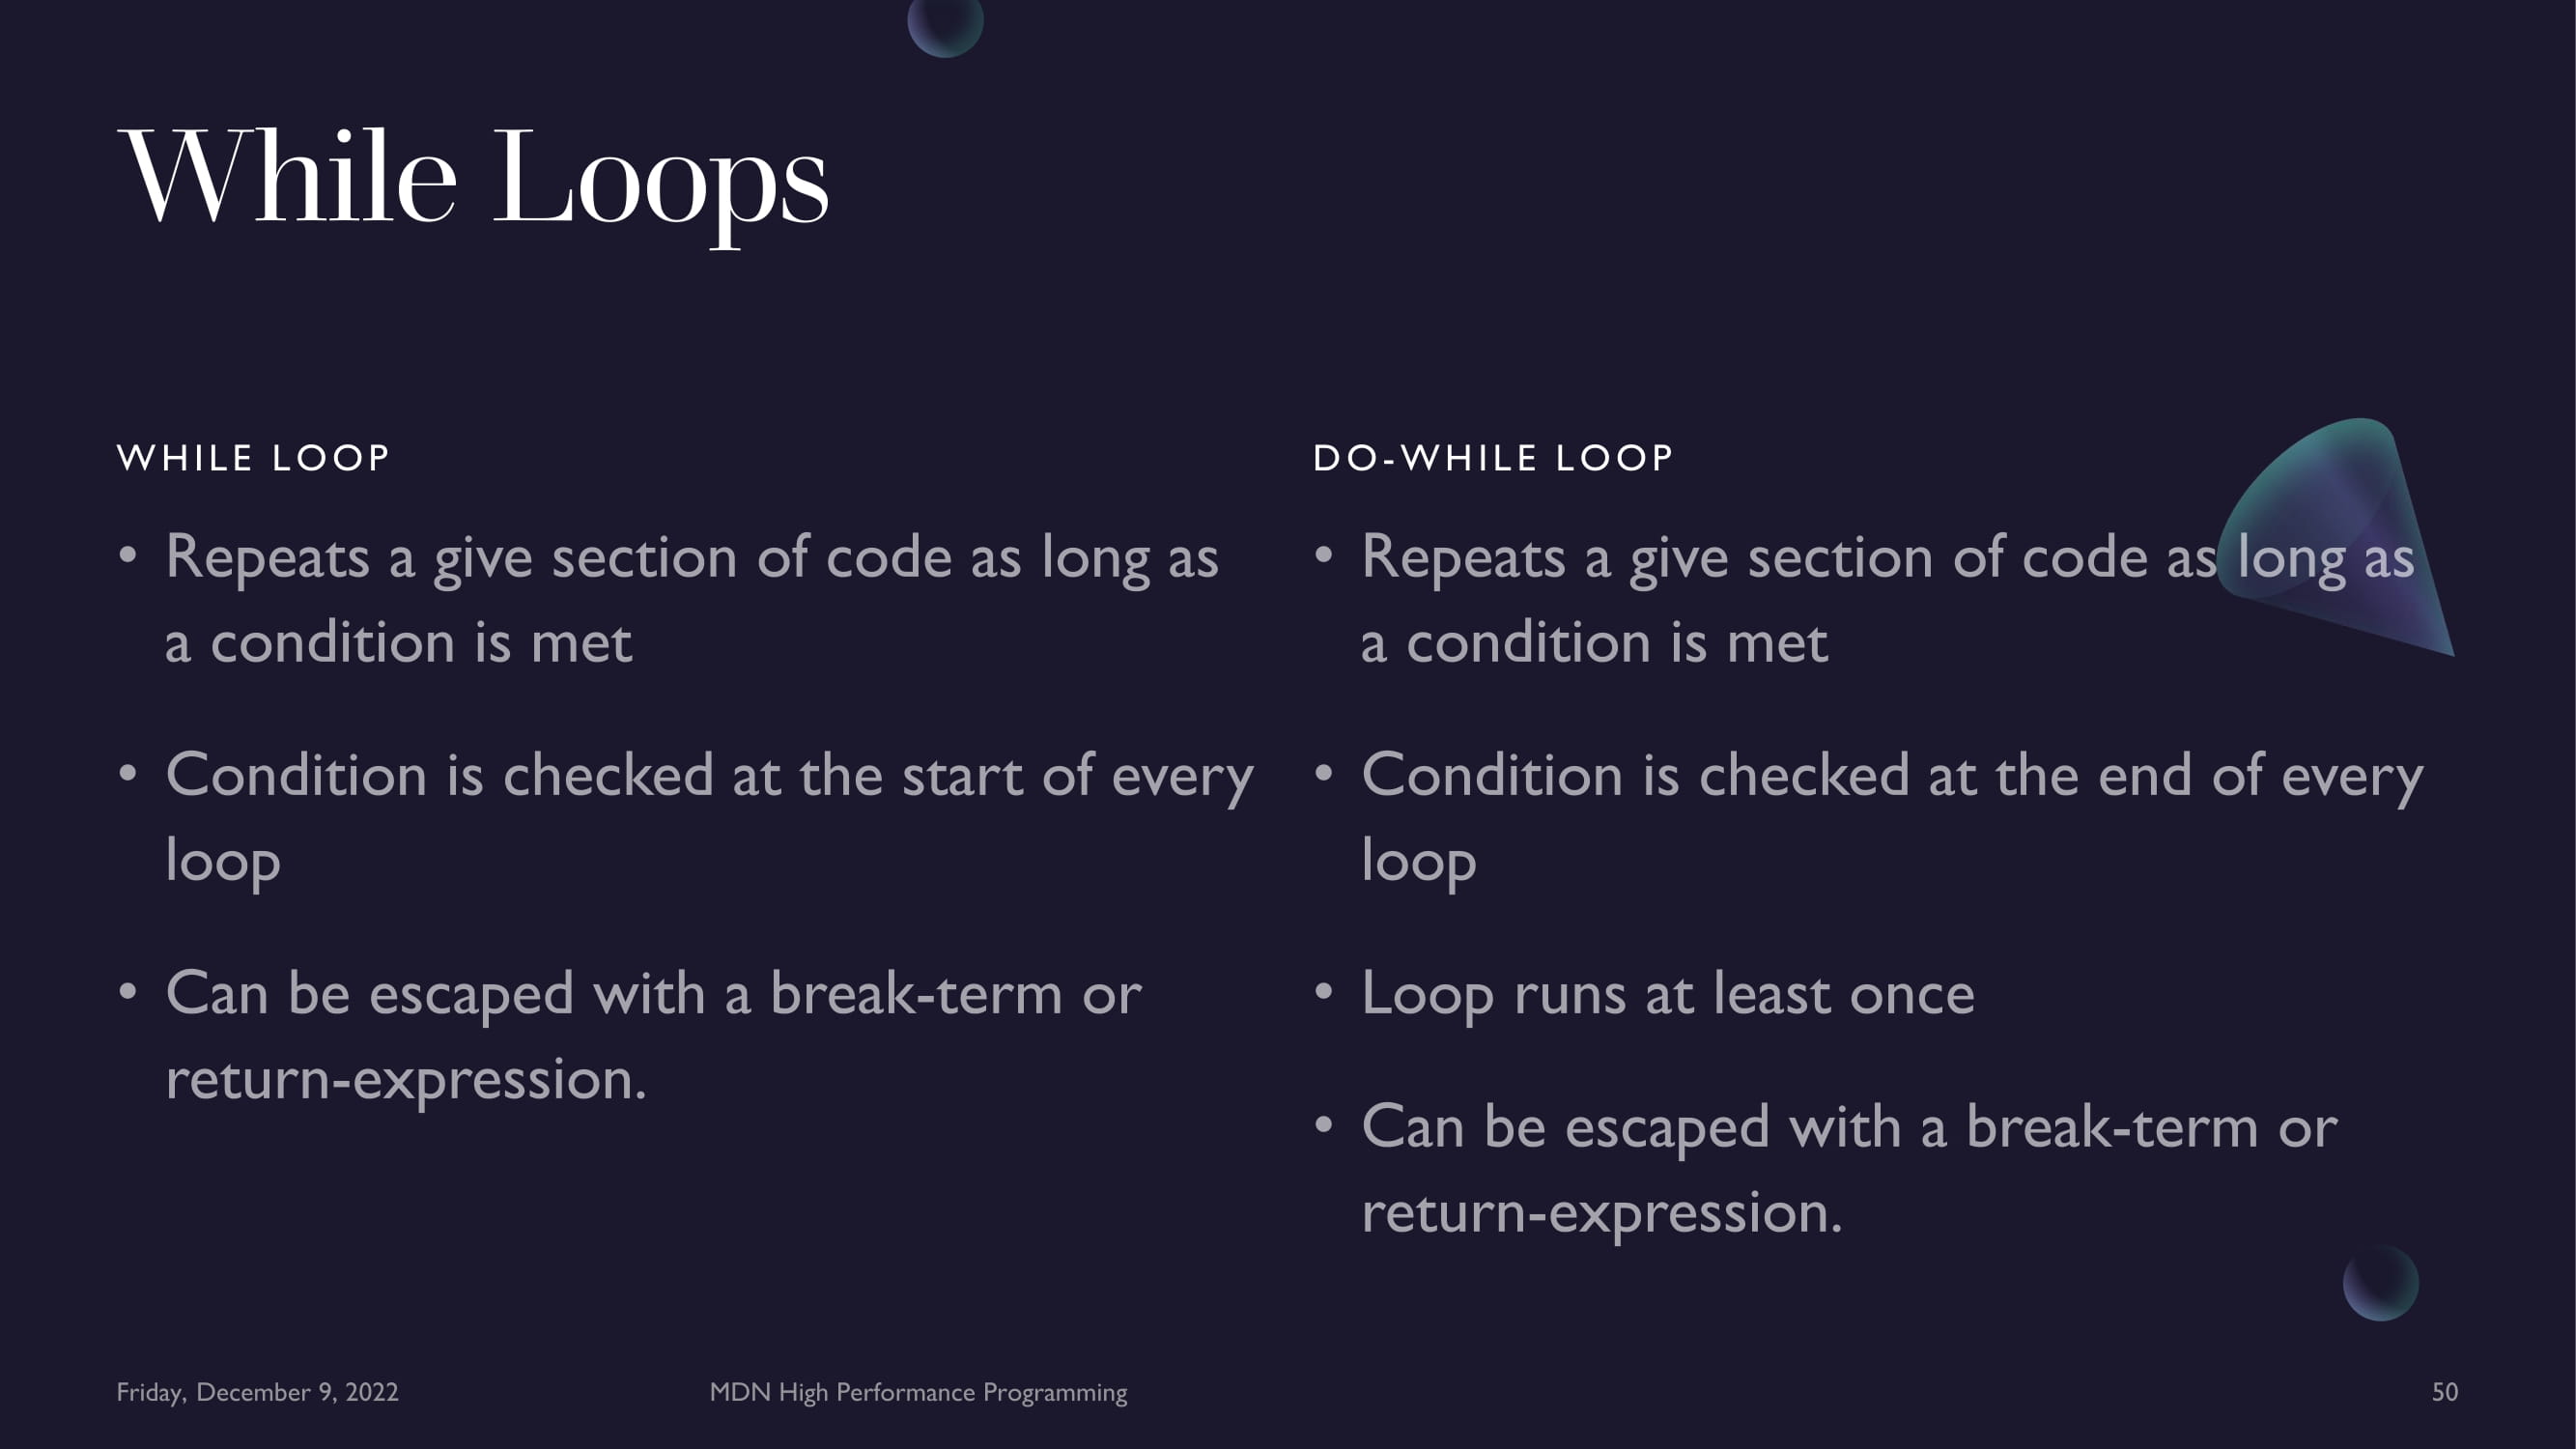 While Loops
WHILE LOOP
• Repeats a give section of code as long as
a condition is met
• Condition is checked at the start of every
loop
• Can be escaped with a break-term or
return-expression.
DO-WHILE LOOP
• Repeats a give section of code as long as
a condition is met
• Condition is checked at the end of every
loop
• Loop runs at least once
• Can be escaped with a break-term or
return-expression.
Friday, December 9, 2022
MDN High Performance Programming
50